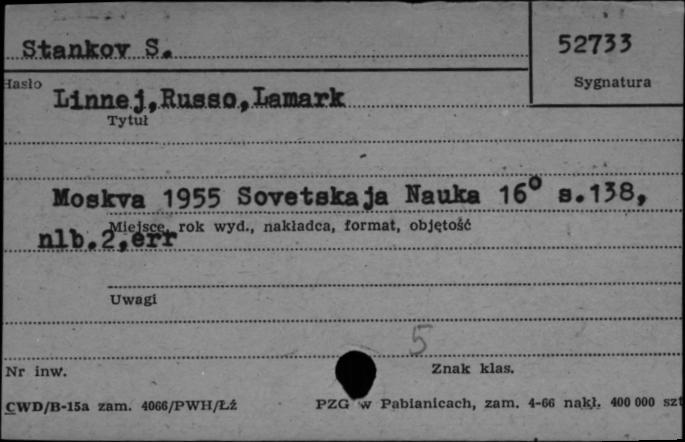 Stankov S.
52733
Hasło
Sygnatura
Linnej,Russo,Lamark
Tytuł
Moskva 1955 Sovetskaja Nauka 16° s.138,
Miejsce, rok wyd., nakładca, format, objętość
nlb.2,err
Uwagi
5
Nr inw.
Znak klas.
CWD/B-15a zam. 4066/PWH/Łź
PZG w Pabianicach, zam. 4-66 nakł. 400 000 szt